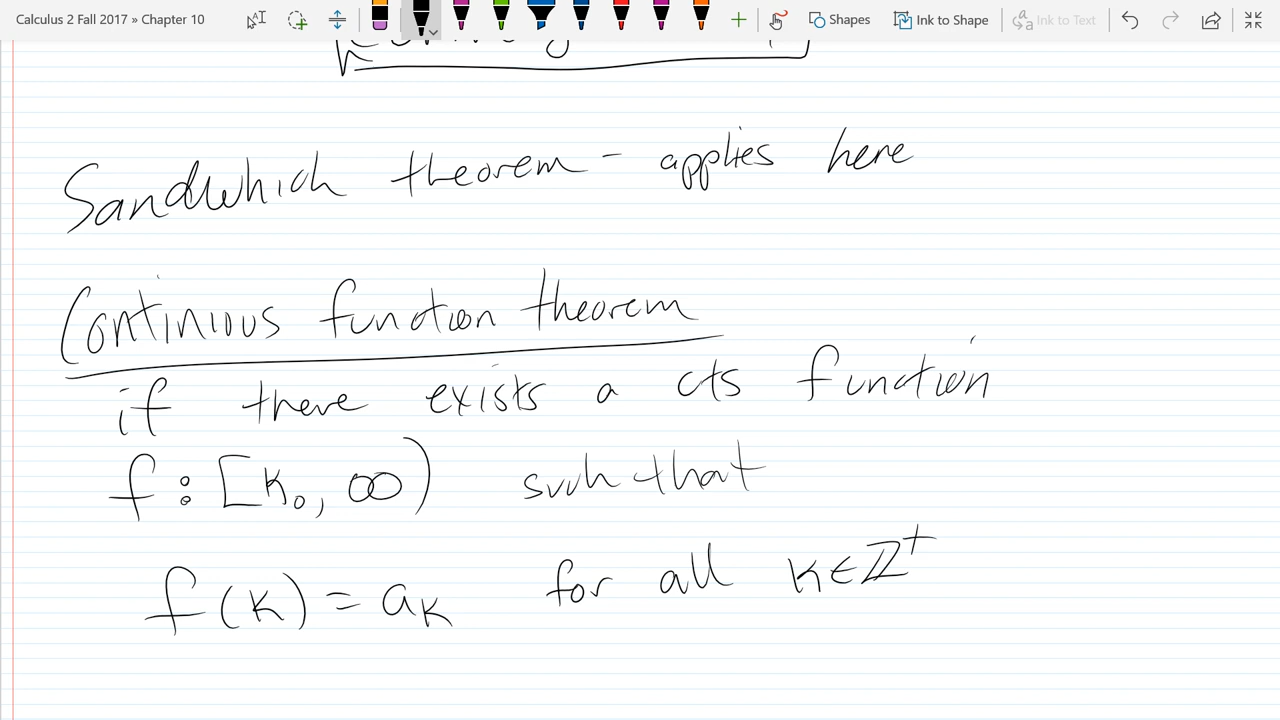 Calculus 2 Fall 2017 » Chapter 10
Calculator
Shapes
Ink to Shape
Ink to Text
Sandwhich theorem - applies here
Continious function theorem
if there exists a cts function
f : [k₀, ∞) such that
f(k) = aₖ for all k∈ℤ⁺